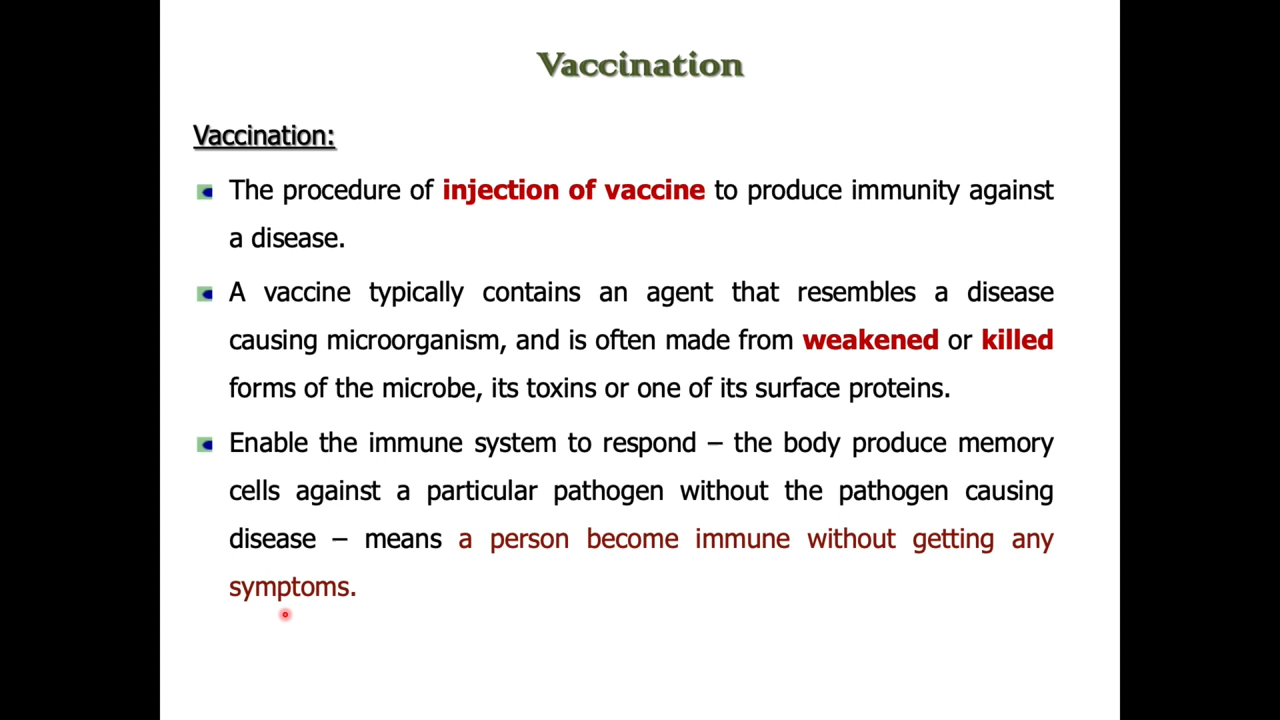 Vaccination
Vaccination:
The procedure of injection of vaccine to produce immunity against
a disease.
A vaccine typically contains an agent that resembles a disease
causing microorganism, and is often made from weakened or killed
forms of the microbe, its toxins or one of its surface proteins.
Enable the immune system to respond – the body produce memory
cells against a particular pathogen without the pathogen causing
disease – means a person become immune without getting any
symptoms.